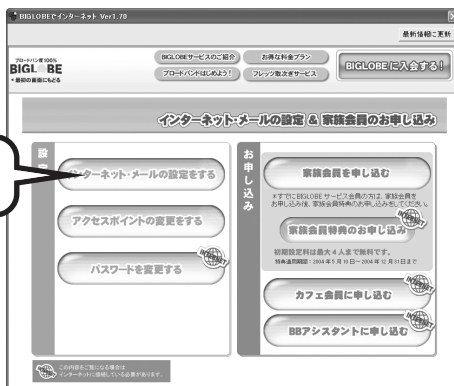 BIGLOBEでインターネット Ver1.70
最新情報に更新
ブロードバンド度100%
BIGLOBE
最初の画面にもどる
BIGLOBEサービスのご紹介
お得な料金プラン
ブロードバンドはじめよう!
フレッツ取次ぎサービス
BIGLOBEに入会する!
インターネット・メールの設定 & 家族会員のお申し込み
設
ンターネット・メールの設定をする
アクセスポイントの変更をする
パスワードを変更する
INTERNET
お申し込み
家族会員を申し込む
*すでにBIGLOBE サービス会員の方は、家族会員を
お申し込み後、家族会員特典のお申し込みをしてください。
家族会員特典のお申し込み
INTERNET
初期設定料は最大4人まで無料です。
特典適用期間:2004年5月10日~2004年12月31日まで
カフェ会員に申し込む
INTERNET
BBアシスタントに申し込む
INTERNET
INTERNET
この内容をご覧になる場合は
インターネットに接続している必要があります。